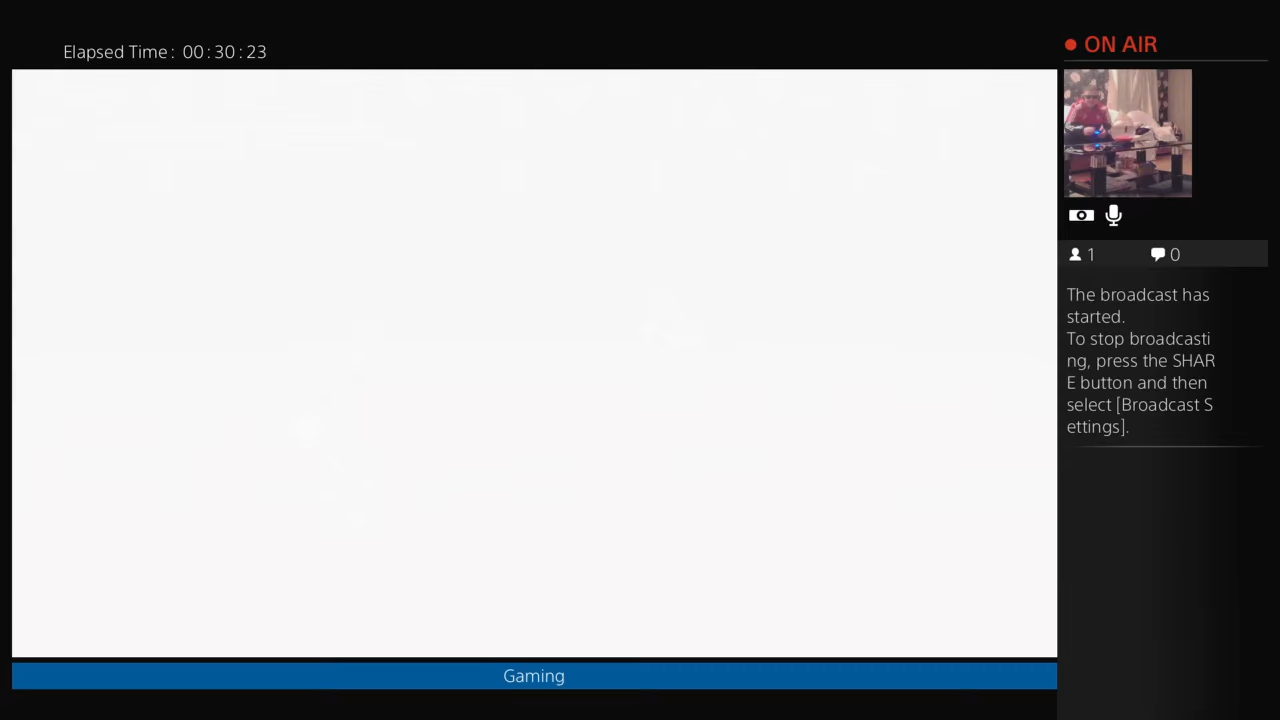 Elapsed Time: 00:30:23
ON AIR
1 0
The broadcast has
started.
To stop broadcasti
ng, press the SHAR
E button and then
select [Broadcast S
ettings].
Gaming